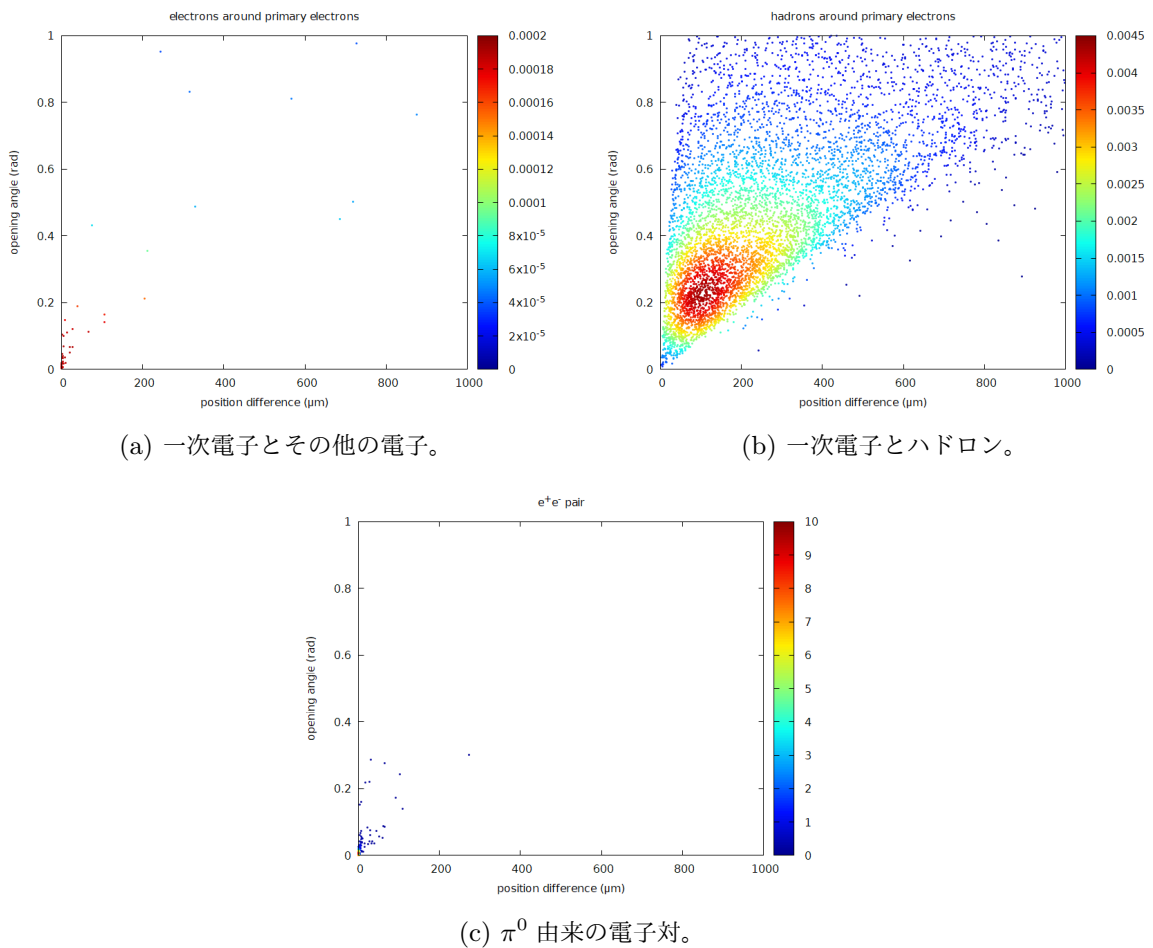 electrons around primary electrons
1
0.8
0.6
0.4
0.2
0
opening angle (rad)
0 200 400 600 800 1000
position difference (µm)
0.0002
0.00018
0.00016
0.00014
0.00012
0.0001
8x10⁻⁵
6x10⁻⁵
4x10⁻⁵
2x10⁻⁵
0
(a) 一次電子とその他の電子。
hadrons around primary electrons
1
0.8
0.6
0.4
0.2
0
opening angle (rad)
0 200 400 600 800 1000
position difference (µm)
0.0045
0.004
0.0035
0.003
0.0025
0.002
0.0015
0.001
0.0005
0
(b) 一次電子とハドロン。
e⁺e⁻ pair
1
0.8
0.6
0.4
0.2
0
opening angle (rad)
0 200 400 600 800 1000
position difference (µm)
10
9
8
7
6
5
4
3
2
1
0
(c) π⁰ 由来の電子対。